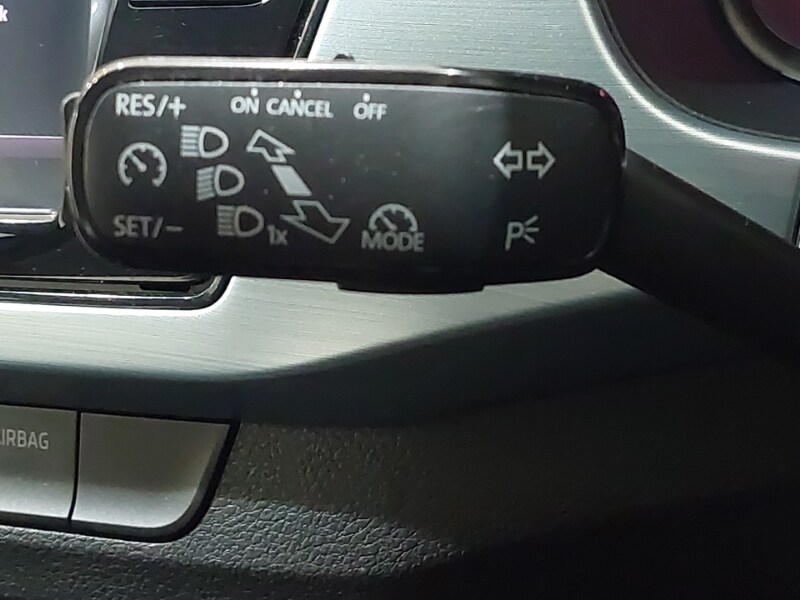 k
RES/+ ON CANCEL OFF
SET/- 1x MODE P
IRBAG